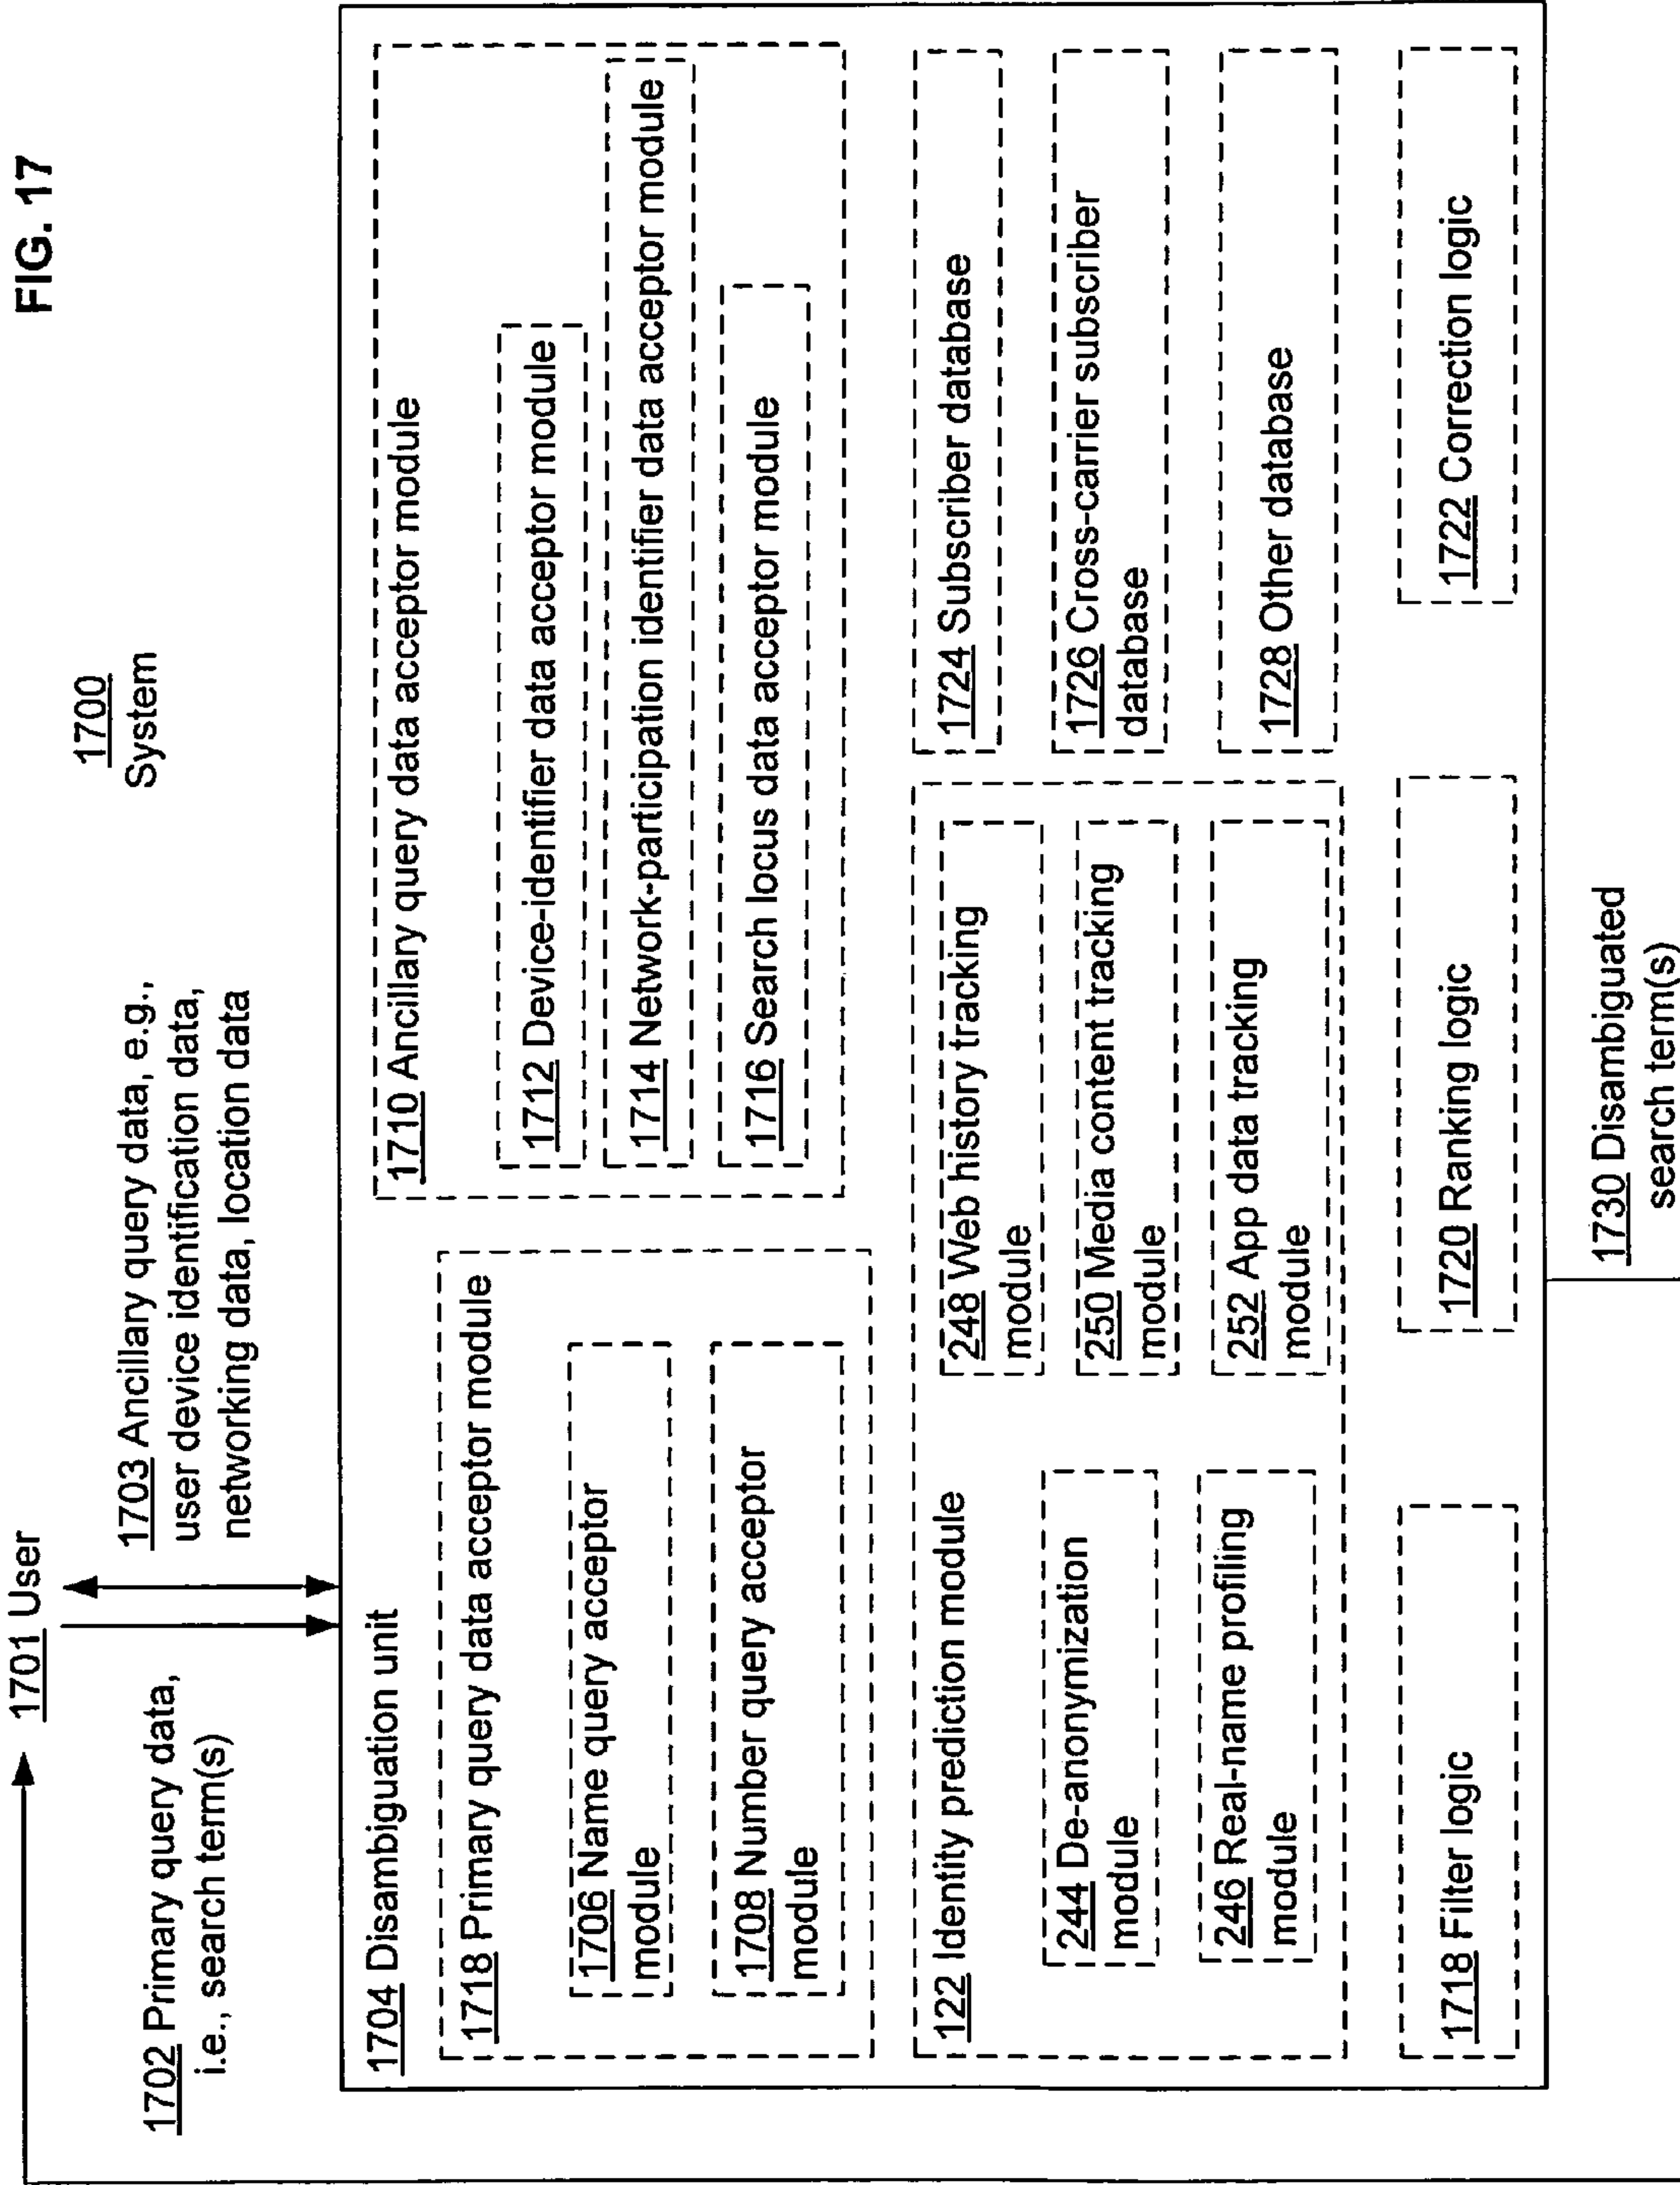 FIG. 17
1700
System
1701 User
1702 Primary query data,
i.e., search term(s)
1703 Ancillary query data, e.g.,
user device identification data,
networking data, location data
1704 Disambiguation unit
1718 Primary query data acceptor module
1706 Name query acceptor
module
1708 Number query acceptor
module
1710 Ancillary query data acceptor module
1712 Device-identifier data acceptor module
1714 Network-participation identifier data acceptor module
1716 Search locus data acceptor module
122 Identity prediction module
244 De-anonymization
module
246 Real-name profiling
module
248 Web history tracking
module
250 Media content tracking
module
252 App data tracking
module
1724 Subscriber database
1726 Cross-carrier subscriber
database
1728 Other database
1718 Filter logic
1720 Ranking logic
1722 Correction logic
1730 Disambiguated
search term(s)